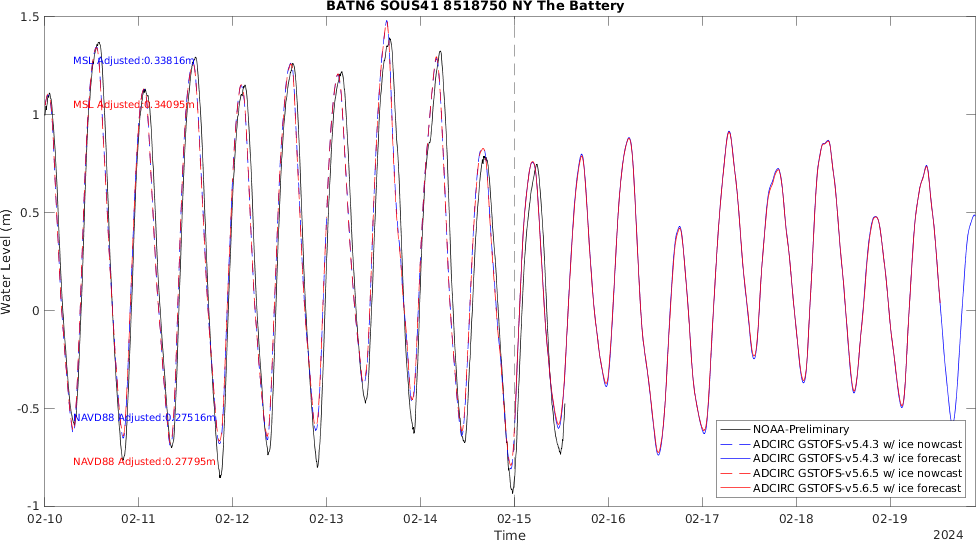 BATN6 SOUS41 8518750 NY The Battery
1.5
1
0.5
0
-0.5
-1
Water Level (m)
MSL Adjusted:0.33816m
MSL Adjusted:0.34095m
NAVD88 Adjusted:0.27516m
NAVD88 Adjusted:0.27795m
NOAA-Preliminary
ADCIRC GSTOFS-v5.4.3 w/ ice nowcast
ADCIRC GSTOFS-v5.4.3 w/ ice forecast
ADCIRC GSTOFS-v5.6.5 w/ ice nowcast
ADCIRC GSTOFS-v5.6.5 w/ ice forecast
02-10 02-11 02-12 02-13 02-14 02-15 02-16 02-17 02-18 02-19
Time
2024